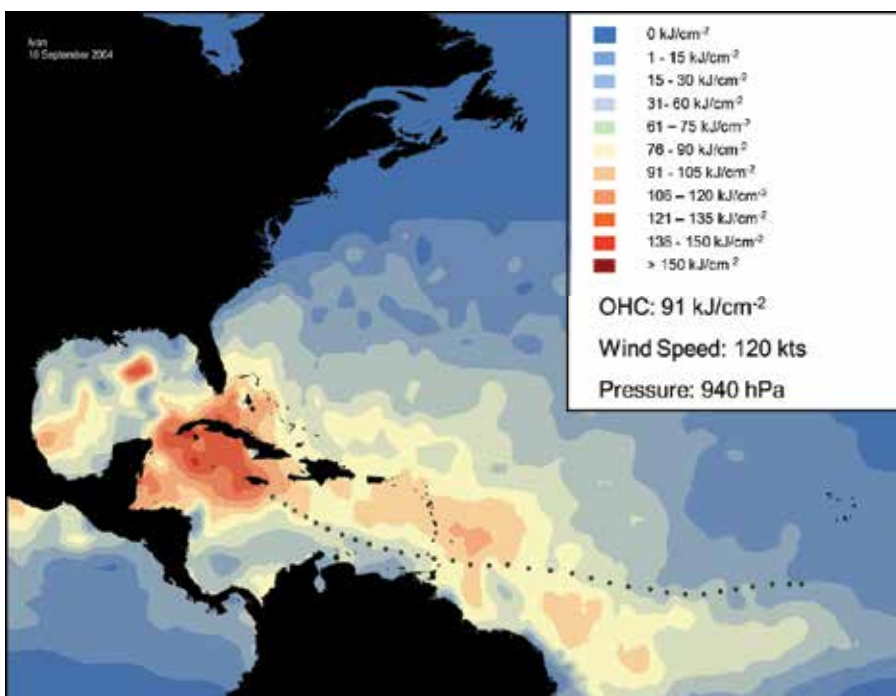 Ivan
10 September 2004
0 kJ/cm⁻²
1 - 15 kJ/cm⁻²
15 - 30 kJ/cm⁻²
31- 60 kJ/cm⁻²
61 – 75 kJ/cm⁻²
76 - 90 kJ/cm⁻²
91 - 105 kJ/cm⁻²
106 – 120 kJ/cm⁻²
121 – 135 kJ/cm⁻²
136 - 150 kJ/cm⁻²
> 150 kJ/cm⁻²
OHC: 91 kJ/cm⁻²
Wind Speed: 120 kts
Pressure: 940 hPa